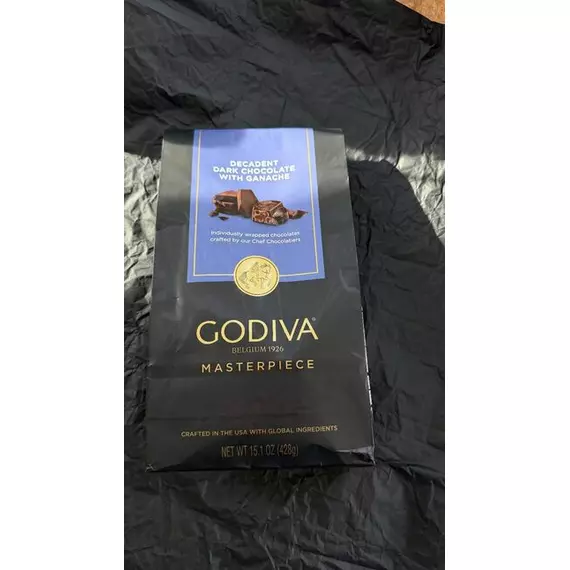 DECADENT
DARK CHOCOLATE
WITH GANACHE
Individually wrapped chocolates
crafted by our Chef Chocolatiers
GODIVA®
BELGIUM 1926
MASTERPIECE
CRAFTED IN THE USA WITH GLOBAL INGREDIENTS
NET WT 15.1 OZ (428g)